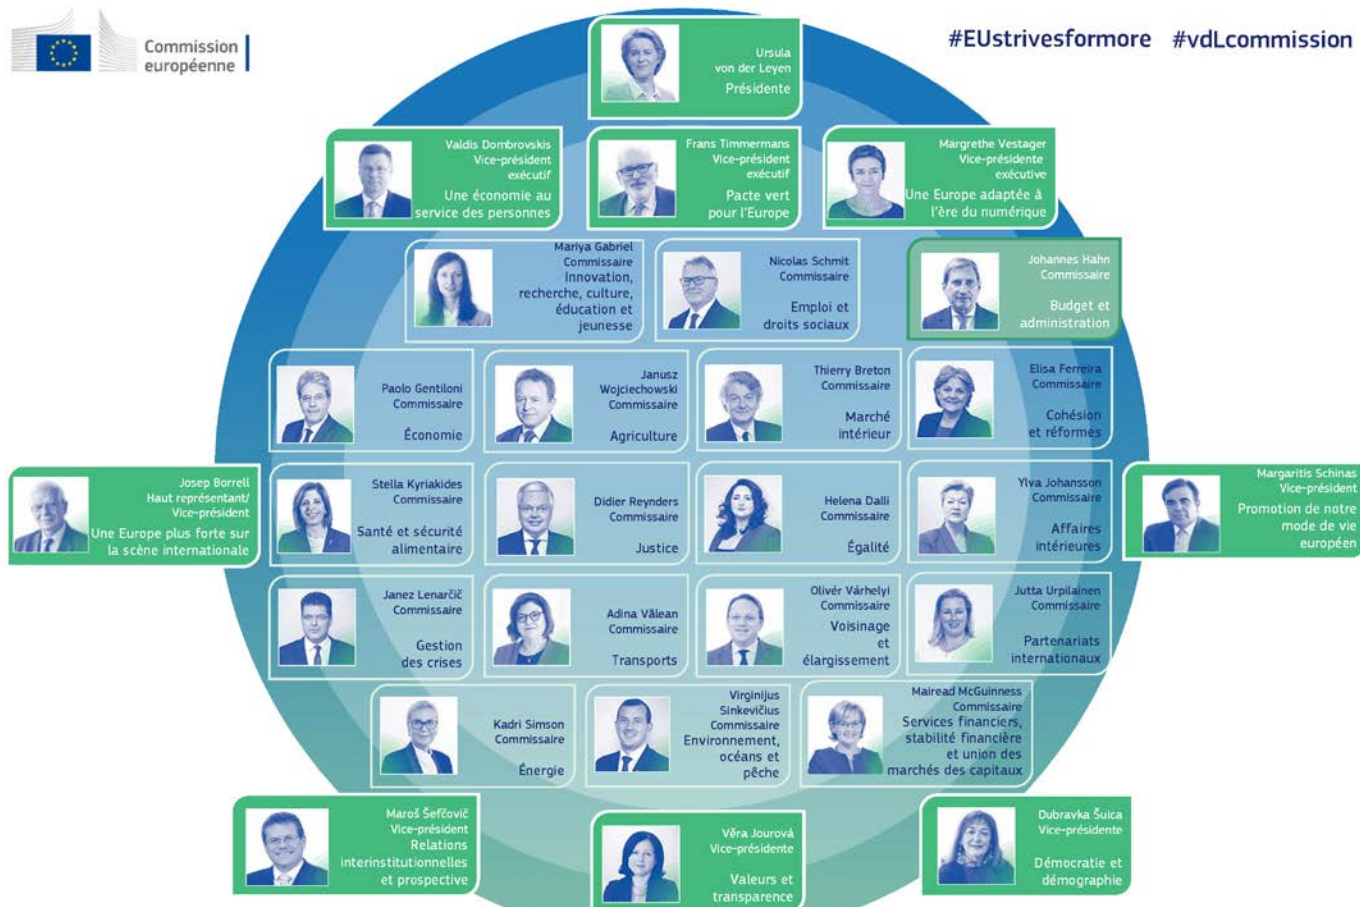 Commission
européenne
#EUstrivesformore #vdLcommission
Ursula
von der Leyen
Présidente
Valdis Dombrovskis
Vice-président
exécutif
Une économie au
service des personnes
Frans Timmermans
Vice-président
exécutif
Pacte vert
pour l'Europe
Margrethe Vestager
Vice-présidente
exécutive
Une Europe adaptée à
l'ère du numérique
Mariya Gabriel
Commissaire
Innovation,
recherche, culture,
éducation et
jeunesse
Nicolas Schmit
Commissaire
Emploi et
droits sociaux
Johannes Hahn
Commissaire
Budget et
administration
Paolo Gentiloni
Commissaire
Économie
Janusz
Wojciechowski
Commissaire
Agriculture
Thierry Breton
Commissaire
Marché
intérieur
Elisa Ferreira
Commissaire
Cohésion
et réformes
Josep Borrell
Haut représentant/
Vice-président
Une Europe plus forte sur
la scène internationale
Stella Kyriakides
Commissaire
Santé et sécurité
alimentaire
Didier Reynders
Commissaire
Justice
Helena Dalli
Commissaire
Égalité
Ylva Johansson
Commissaire
Affaires
intérieures
Margaritis Schinas
Vice-président
Promotion de notre
mode de vie
européen
Janez Lenarčič
Commissaire
Gestion
des crises
Adina Vălean
Commissaire
Transports
Olivér Várhelyi
Commissaire
Voisinage
et
élargissement
Jutta Urpilainen
Commissaire
Partenariats
internationaux
Kadri Simson
Commissaire
Énergie
Virginijus
Sinkevičius
Commissaire
Environnement,
océans et
pêche
Mairead McGuinness
Commissaire
Services financiers,
stabilité financière
et union des
marchés des capitaux
Maroš Šefčovič
Vice-président
Relations
interinstitutionnelles
et prospective
Věra Jourová
Vice-présidente
Valeurs et
transparence
Dubravka Šuica
Vice-présidente
Démocratie et
démographie